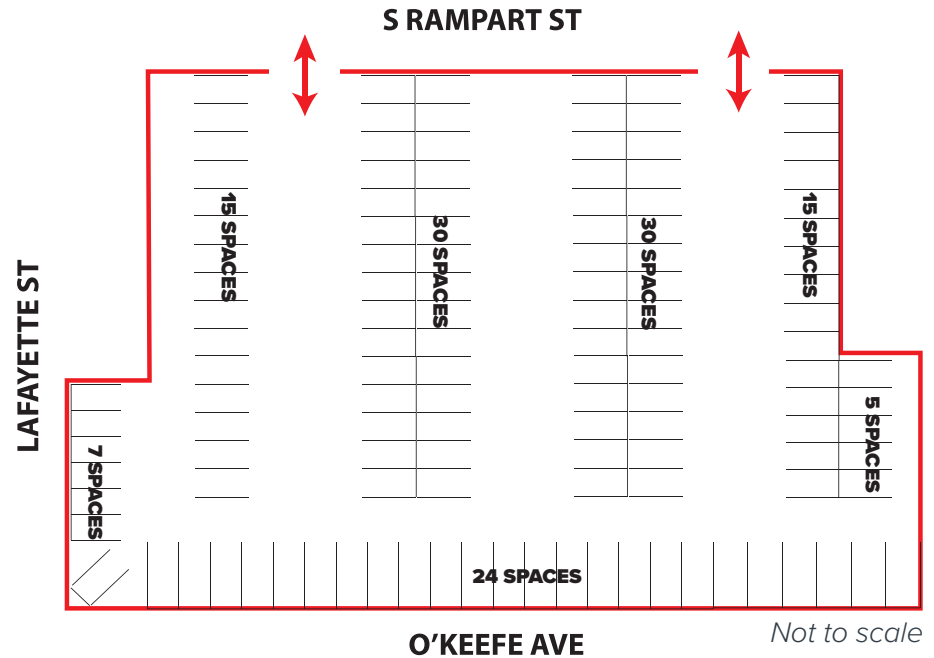 S RAMPART ST
LAFAYETTE ST
15 SPACES
30 SPACES
30 SPACES
15 SPACES
7 SPACES
5 SPACES
24 SPACES
O’KEEFE AVE
Not to scale